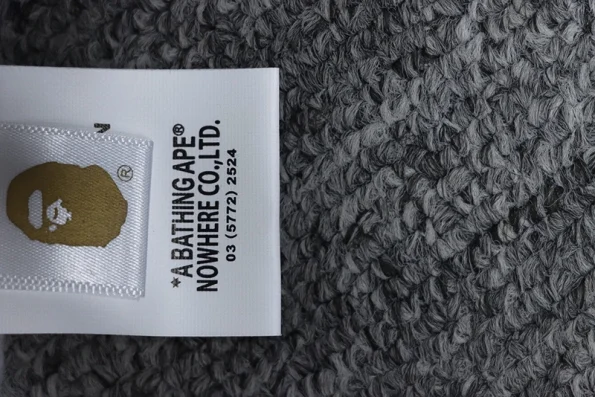 *A BATHING APE®
NOWHERE CO.,LTD.
03 (5772) 2524
®